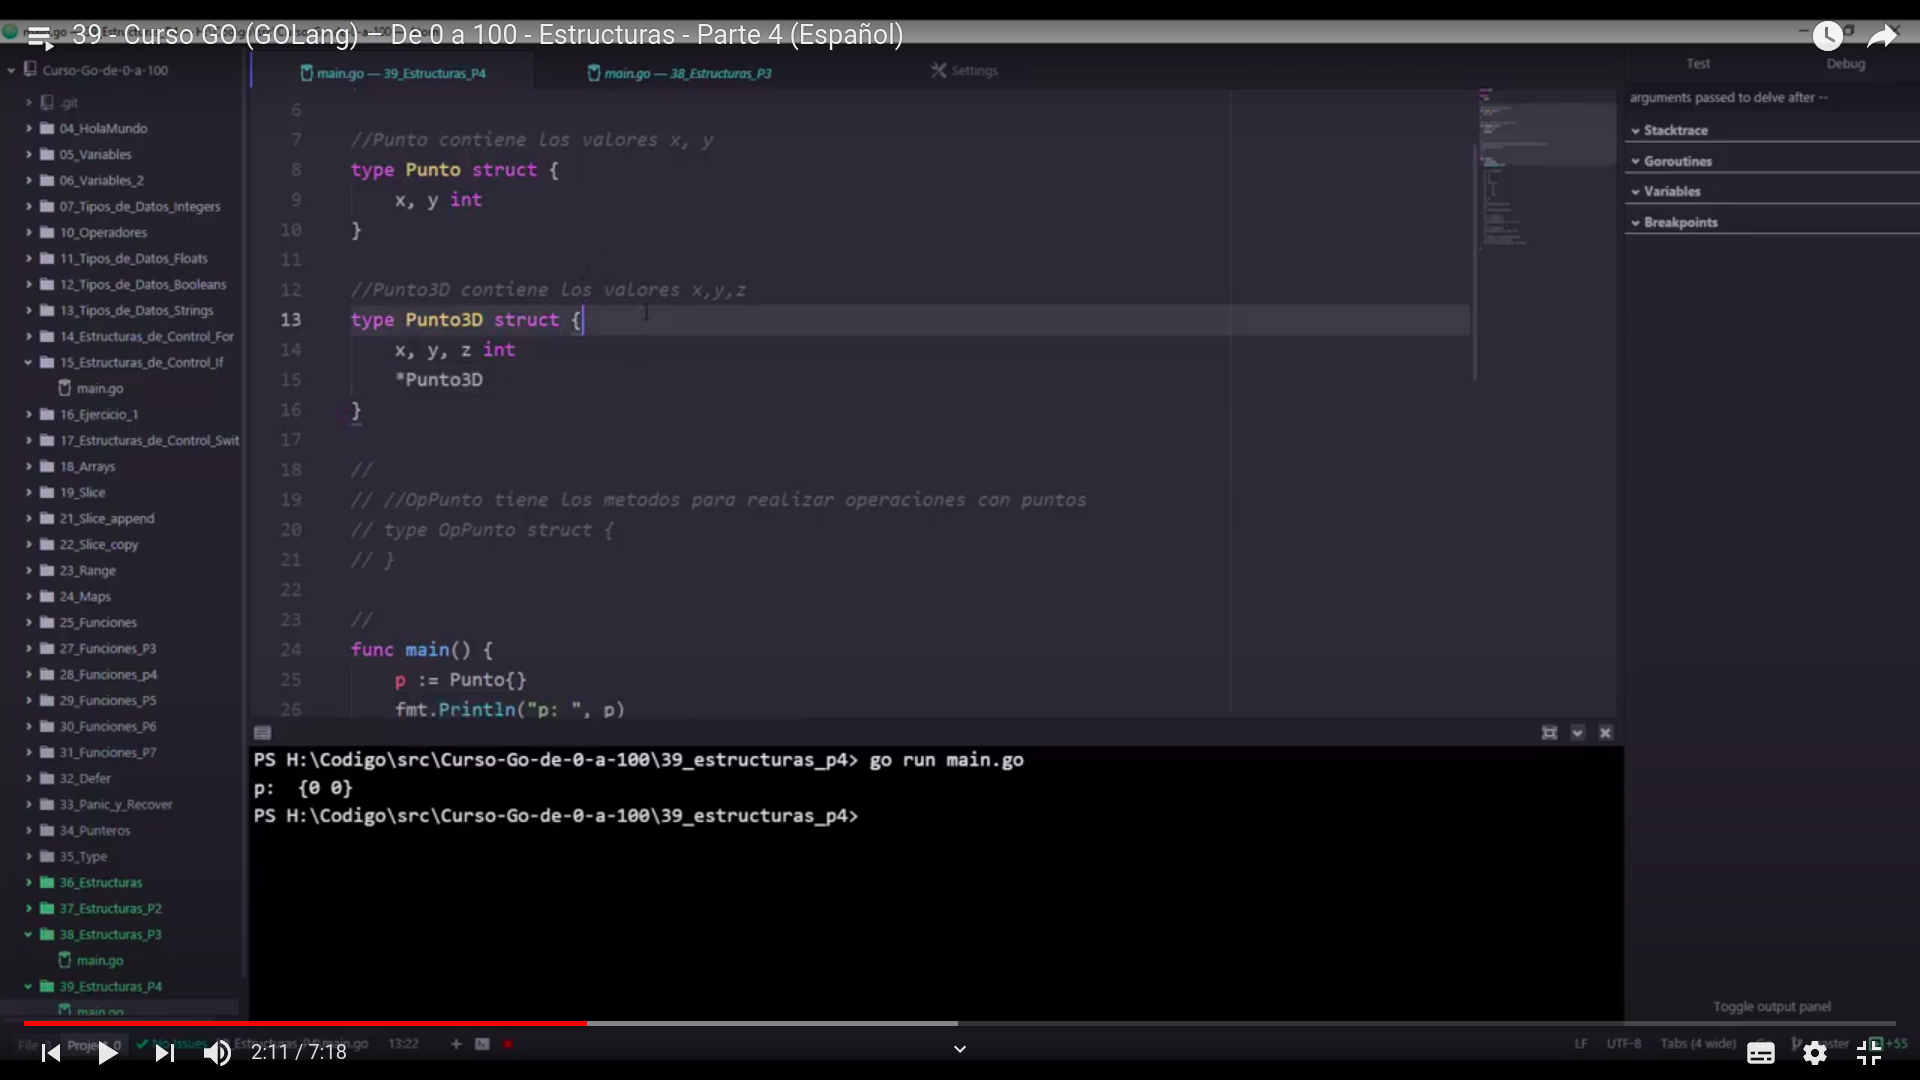 39 - Curso GO (GOLang) – De 0 a 100 - Estructuras - Parte 4 (Español)
Curso-Go-de-0-a-100
.git
04_HolaMundo
05_Variables
06_Variables_2
07_Tipos_de_Datos_Integers
10_Operadores
11_Tipos_de_Datos_Floats
12_Tipos_de_Datos_Booleans
13_Tipos_de_Datos_Strings
14_Estructuras_de_Control_For
15_Estructuras_de_Control_If
main.go
16_Ejercicio_1
17_Estructuras_de_Control_Swit
18_Arrays
19_Slice
21_Slice_append
22_Slice_copy
23_Range
24_Maps
25_Funciones
27_Funciones_P3
28_Funciones_p4
29_Funciones_P5
30_Funciones_P6
31_Funciones_P7
32_Defer
33_Panic_y_Recover
34_Punteros
35_Type
36_Estructuras
37_Estructuras_P2
38_Estructuras_P3
main.go
39_Estructuras_P4
main.go
main.go — 39_Estructuras_P4
main.go — 38_Estructuras_P3
Settings
6
7 //Punto contiene los valores x, y
8 type Punto struct {
9 x, y int
10 }
11
12 //Punto3D contiene los valores x,y,z
13 type Punto3D struct {
14 x, y, z int
15 *Punto3D
16 }
17
18 //
19 // //OpPunto tiene los metodos para realizar operaciones con puntos
20 // type OpPunto struct {
21 // }
22
23 //
24 func main() {
25 p := Punto{}
26 fmt.Println("p: ", p)
PS H:\Codigo\src\Curso-Go-de-0-a-100\39_estructuras_p4> go run main.go
p: {0 0}
PS H:\Codigo\src\Curso-Go-de-0-a-100\39_estructuras_p4>
Test
Debug
arguments passed to delve after --
Stacktrace
Goroutines
Variables
Breakpoints
Toggle output panel
File
Project
0
No Issues
13:22
LF
UTF-8
Tabs (4 wide)
+55
2:11 / 7:18